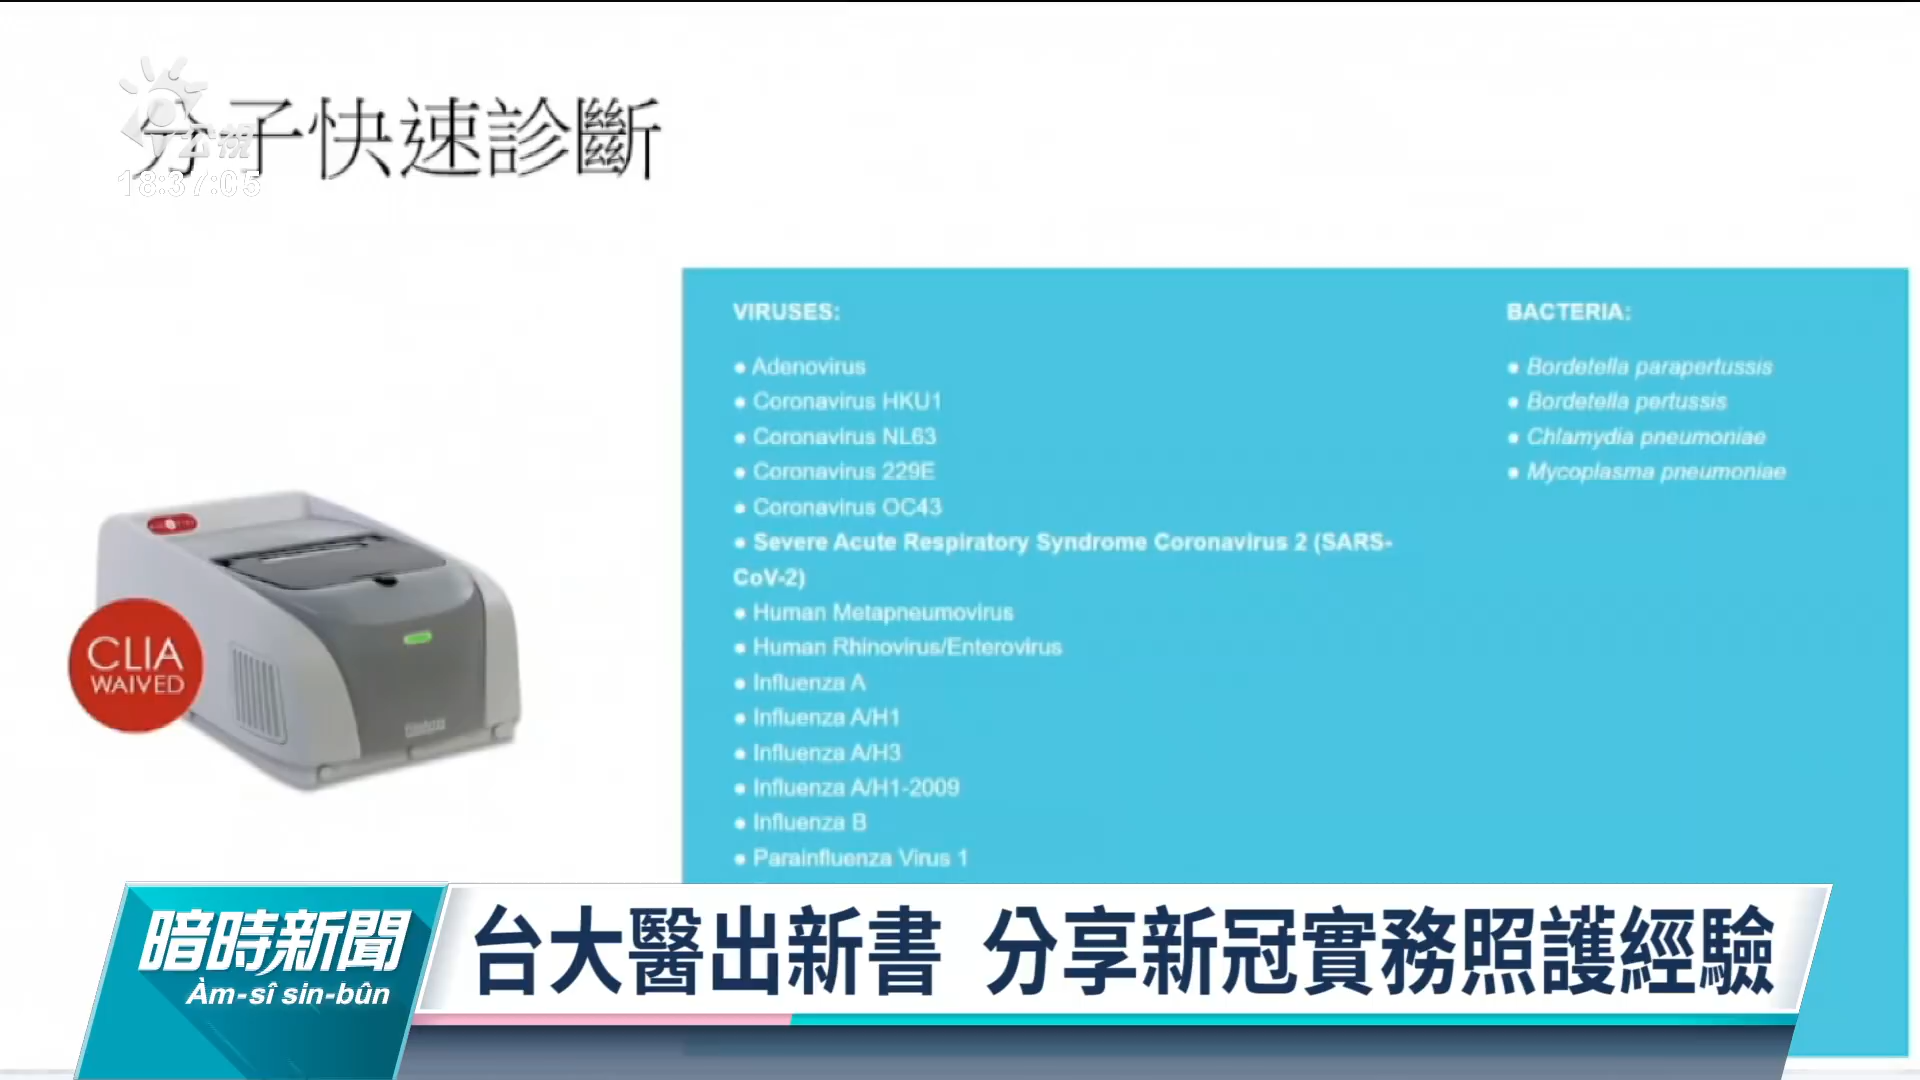 公視
18:37:05
分子快速診斷
CLIA
WAIVED
VIRUSES:
● Adenovirus
● Coronavirus HKU1
● Coronavirus NL63
● Coronavirus 229E
● Coronavirus OC43
● Severe Acute Respiratory Syndrome Coronavirus 2 (SARS-
CoV-2)
● Human Metapneumovirus
● Human Rhinovirus/Enterovirus
● Influenza A
● Influenza A/H1
● Influenza A/H3
● Influenza A/H1-2009
● Influenza B
● Parainfluenza Virus 1
BACTERIA:
● Bordetella parapertussis
● Bordetella pertussis
● Chlamydia pneumoniae
● Mycoplasma pneumoniae
暗時新聞
Àm-sî sin-bûn
台大醫出新書 分享新冠實務照護經驗